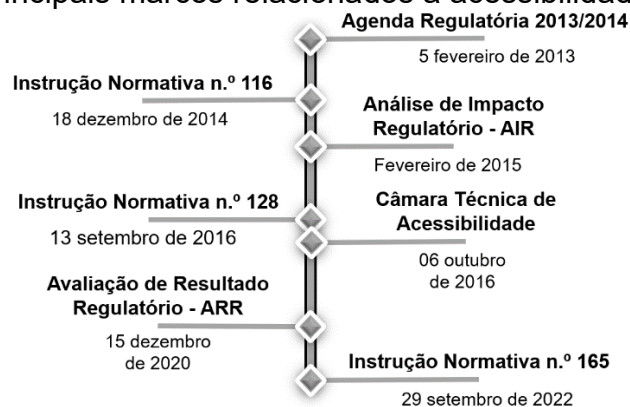 Agenda Regulatória 2013/2014
5 fevereiro de 2013
Instrução Normativa n.º 116
18 dezembro de 2014
Análise de Impacto
Regulatório - AIR
Fevereiro de 2015
Instrução Normativa n.º 128
13 setembro de 2016
Câmara Técnica de
Acessibilidade
06 outubro
de 2016
Avaliação de Resultado
Regulatório - ARR
15 dezembro
de 2020
Instrução Normativa n.º 165
29 setembro de 2022